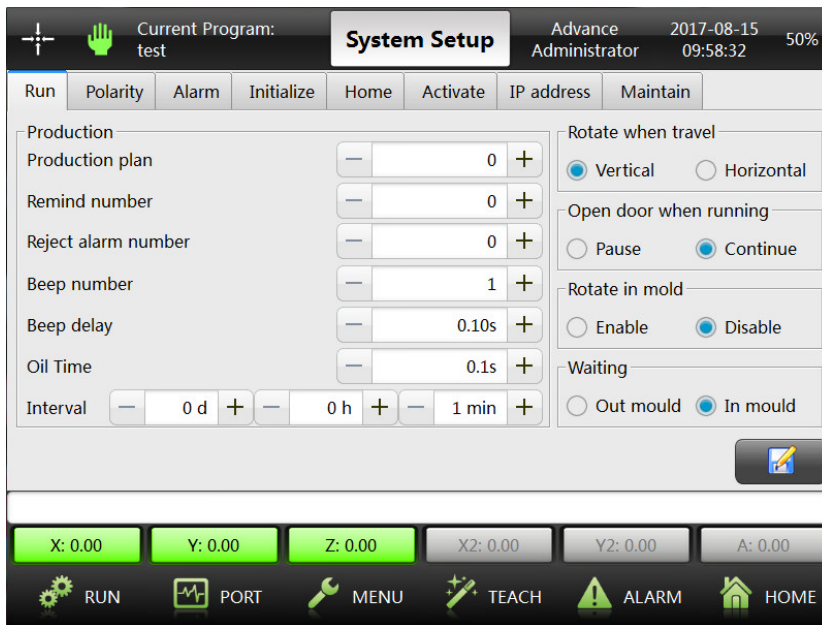 Current Program:
test
System Setup
Advance
Administrator
2017-08-15
09:58:32
50%
Run Polarity Alarm Initialize Home Activate IP address Maintain
Production
Production plan 0
Remind number 0
Reject alarm number 0
Beep number 1
Beep delay 0.10s
Oil Time 0.1s
Interval 0 d 0 h 1 min
Rotate when travel
Vertical Horizontal
Open door when running
Pause Continue
Rotate in mold
Enable Disable
Waiting
Out mould In mould
X: 0.00 Y: 0.00 Z: 0.00 X2: 0.00 Y2: 0.00 A: 0.00
RUN PORT MENU TEACH ALARM HOME